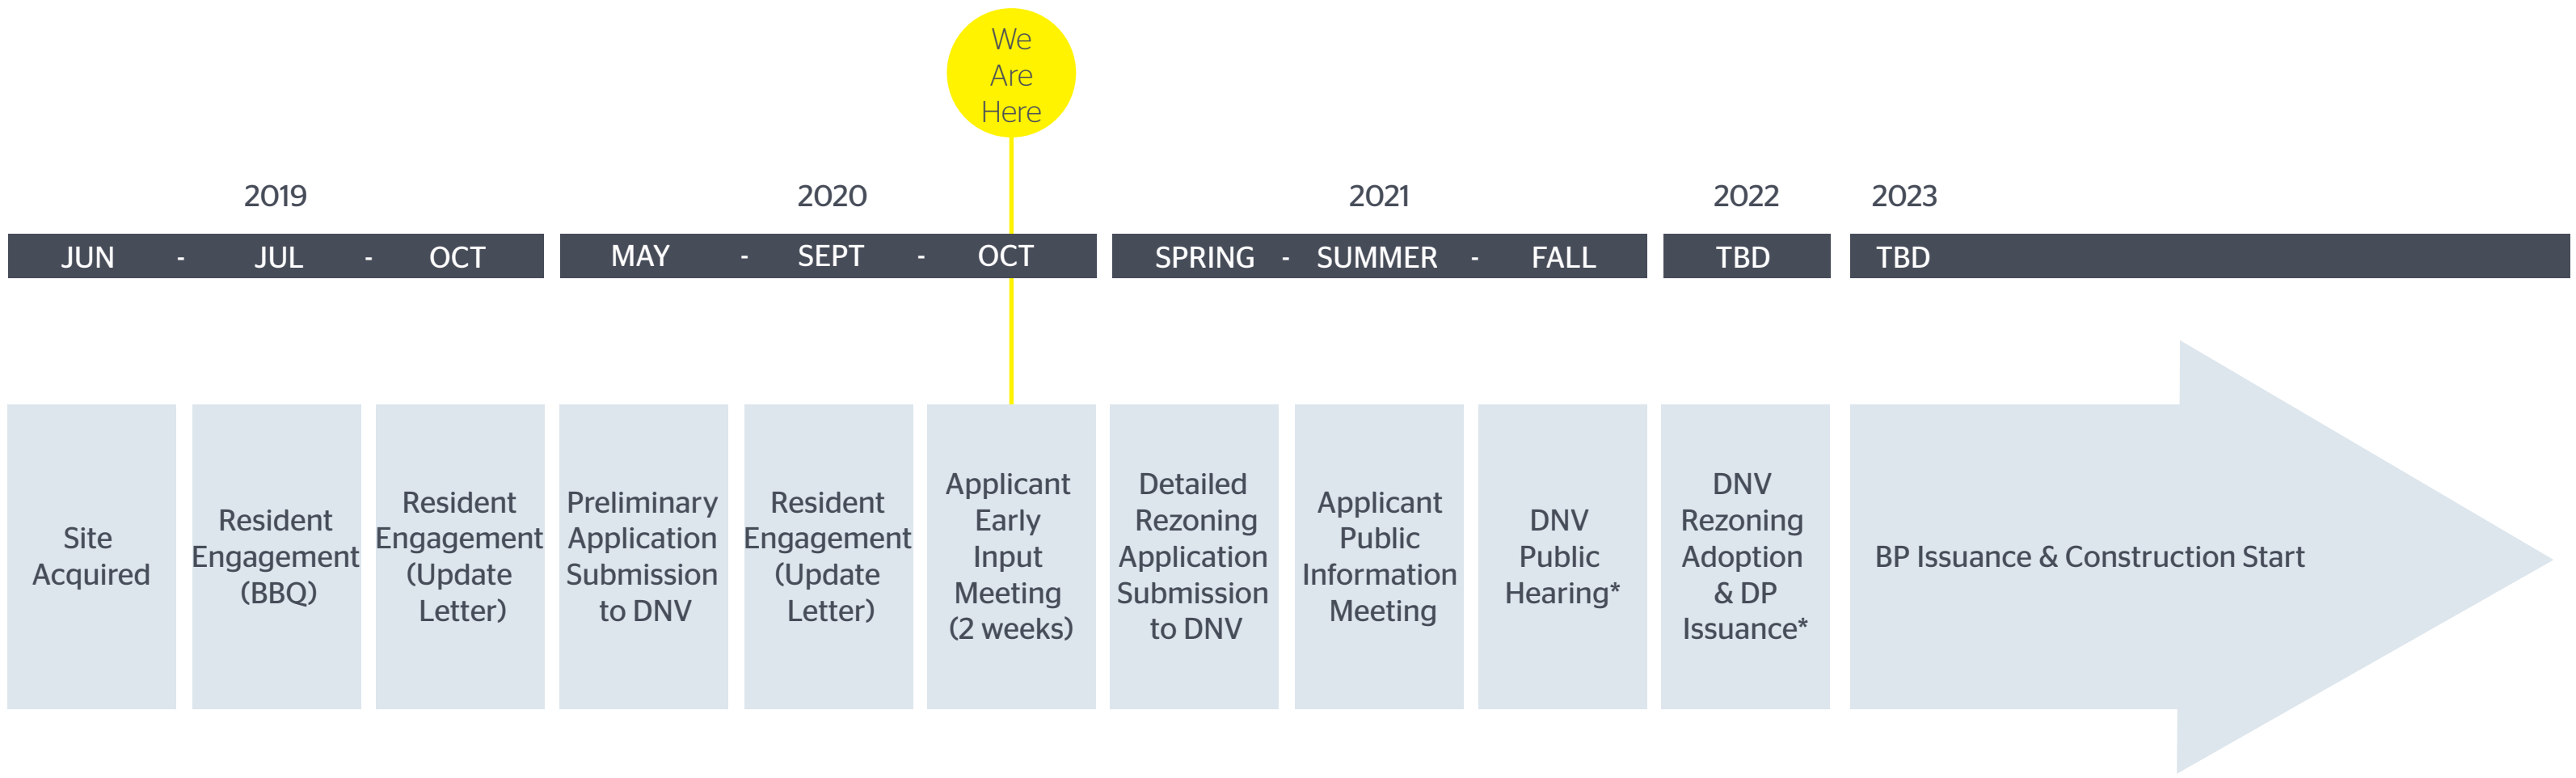 We
Are
Here
2019
2020
2021
2022
2023
JUN - JUL - OCT
MAY - SEPT - OCT
SPRING - SUMMER - FALL
TBD
TBD
Site
Acquired
Resident
Engagement
(BBQ)
Resident
Engagement
(Update
Letter)
Preliminary
Application
Submission
to DNV
Resident
Engagement
(Update
Letter)
Applicant
Early
Input
Meeting
(2 weeks)
Detailed
Rezoning
Application
Submission
to DNV
Applicant
Public
Information
Meeting
DNV
Public
Hearing*
DNV
Rezoning
Adoption
& DP
Issuance*
BP Issuance & Construction Start